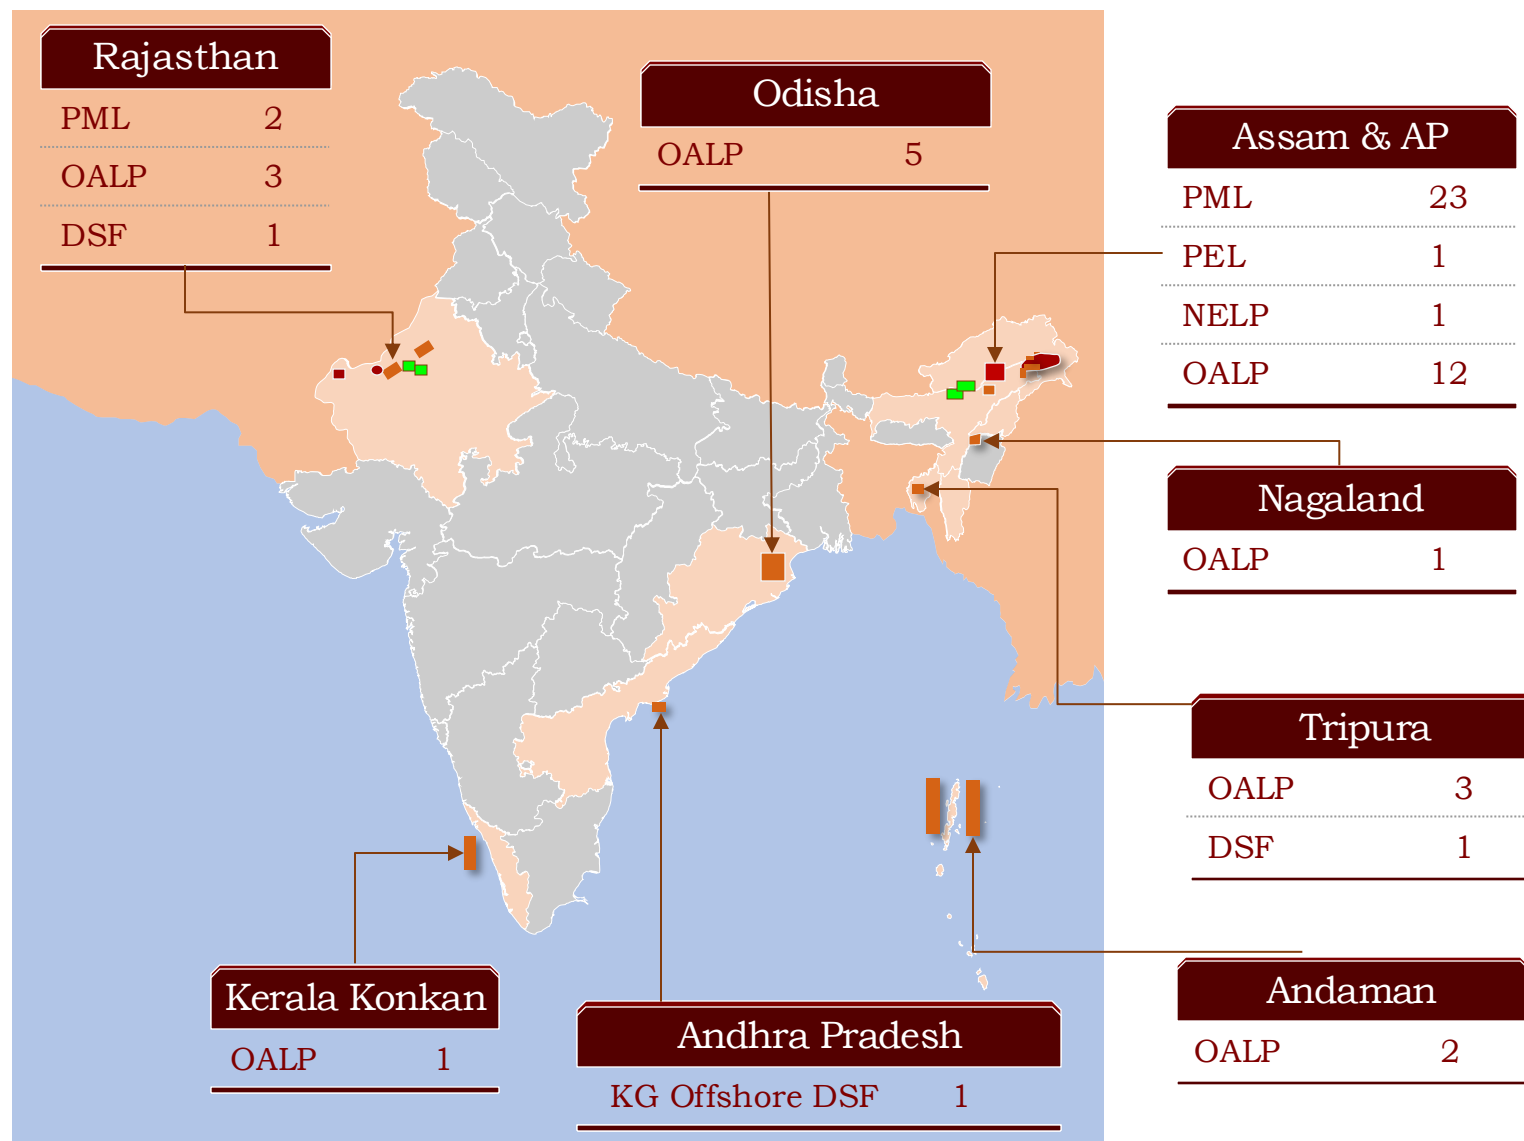 Rajasthan
PML 2
OALP 3
DSF 1
Odisha
OALP 5
Assam & AP
PML 23
PEL 1
NELP 1
OALP 12
Nagaland
OALP 1
Tripura
OALP 3
DSF 1
Kerala Konkan
OALP 1
Andhra Pradesh
KG Offshore DSF 1
Andaman
OALP 2